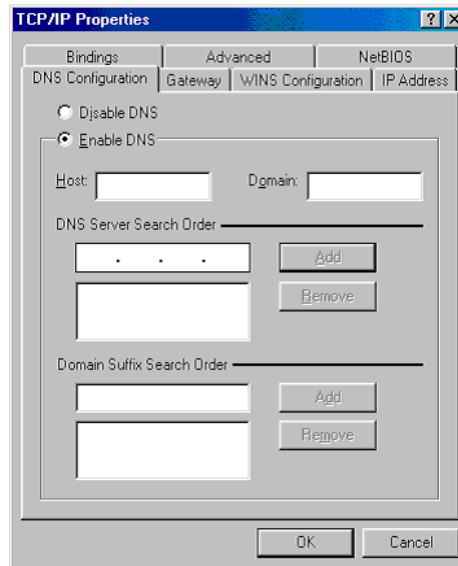 TCP/IP Properties
Bindings Advanced NetBIOS
DNS Configuration Gateway WINS Configuration IP Address
Disable DNS
Enable DNS
Host: Domain:
DNS Server Search Order
. . . Add
Remove
Domain Suffix Search Order
Add
Remove
OK Cancel